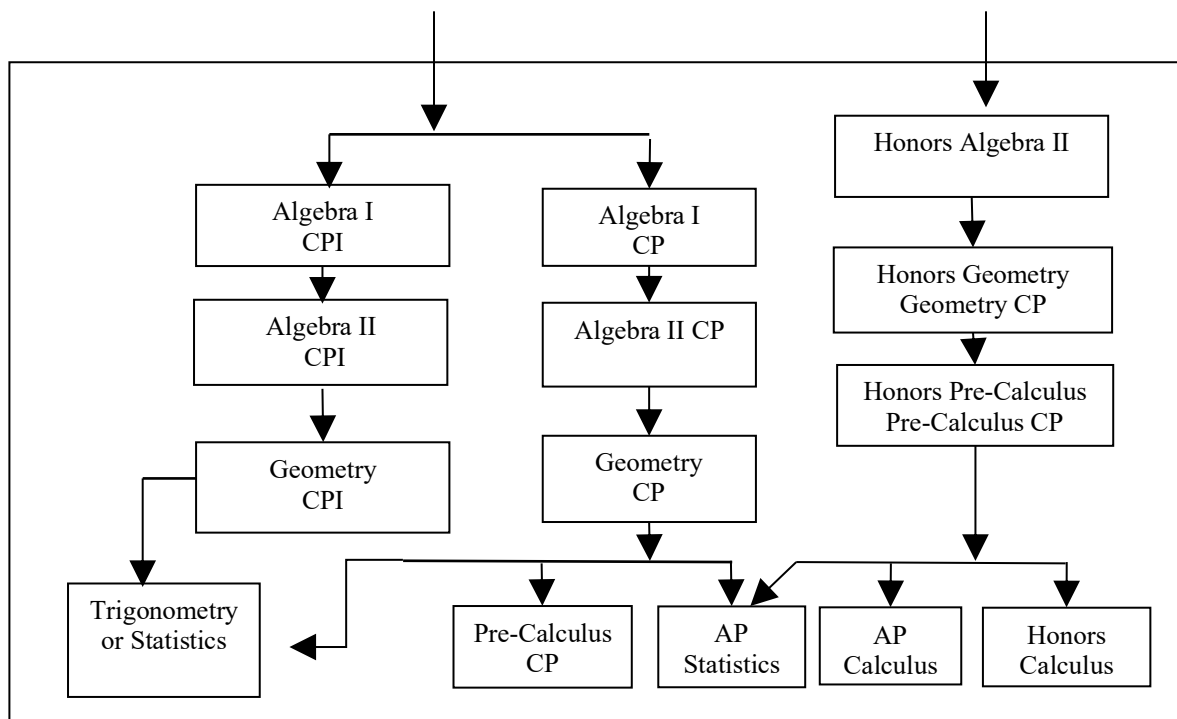 Honors Algebra II
Algebra I
CPI
Algebra I
CP
Honors Geometry
Geometry CP
Algebra II
CPI
Algebra II CP
Honors Pre-Calculus
Pre-Calculus CP
Geometry
CPI
Geometry
CP
Trigonometry
or Statistics
Pre-Calculus
CP
AP
Statistics
AP
Calculus
Honors
Calculus